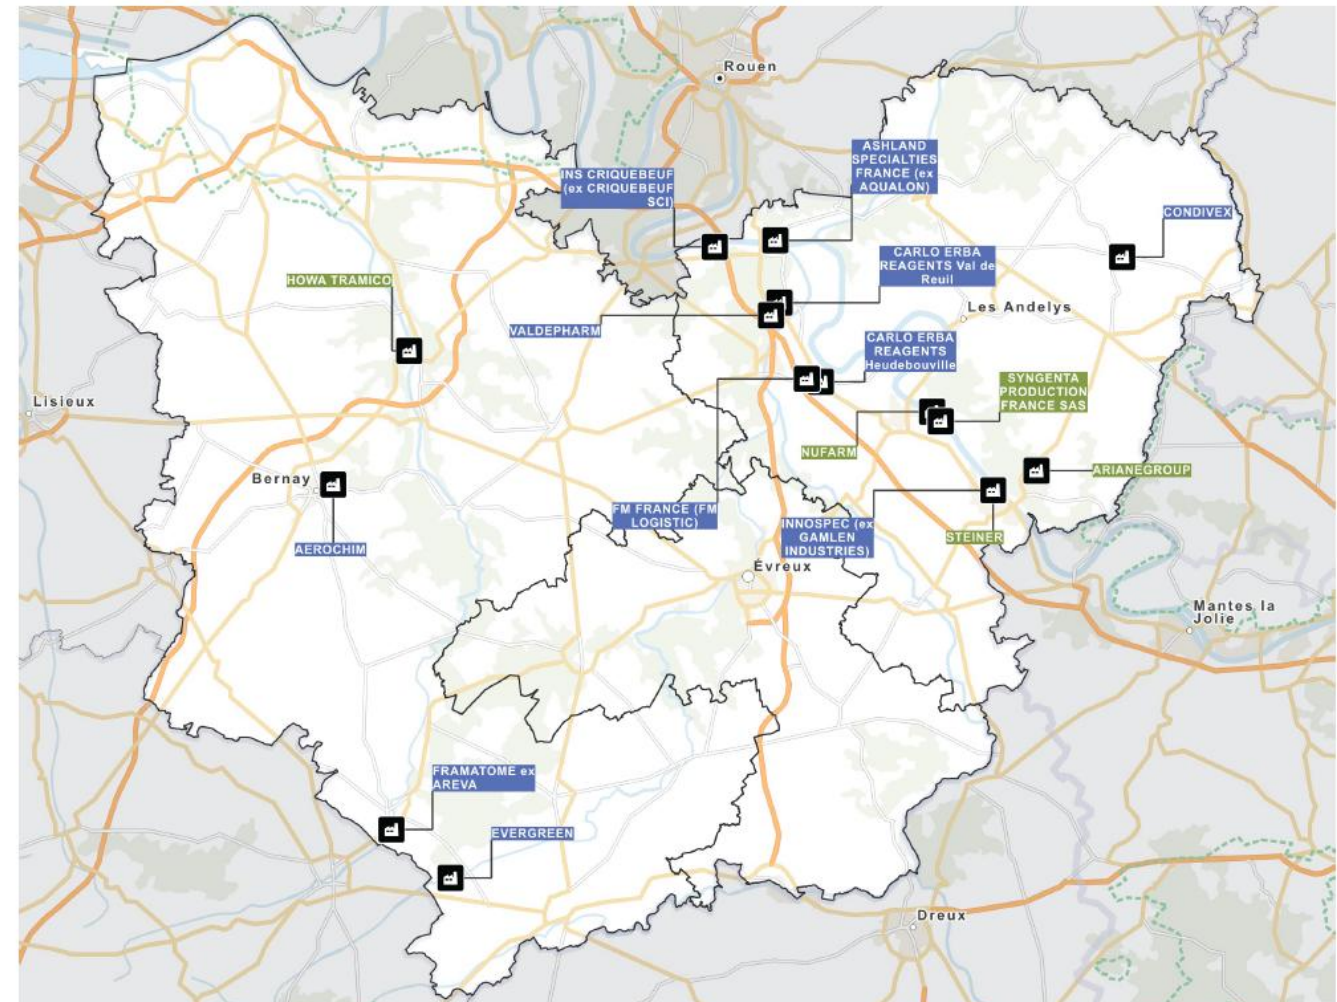 Rouen
ASHLAND
SPECIALTIES
FRANCE (ex
AQUALON)
INS CRIQUEBEUF
(ex CRIQUEBEUF
SCI)
CONDIVEX
CARLO ERBA
REAGENTS Val de
Reuil
HOWA TRAMICO
Les Andelys
VALDEPHARM
CARLO ERBA
REAGENTS
Heudebouville
SYNGENTA
PRODUCTION
FRANCE SAS
Lisieux
NUFARM
ARIANEGROUP
Bernay
FM FRANCE (FM
LOGISTIC)
INNOSPEC (ex
GAMLEN
INDUSTRIES)
STEINER
AEROCHIM
Évreux
Mantes la
Jolie
FRAMATOME ex
AREVA
EVERGREEN
Dreux